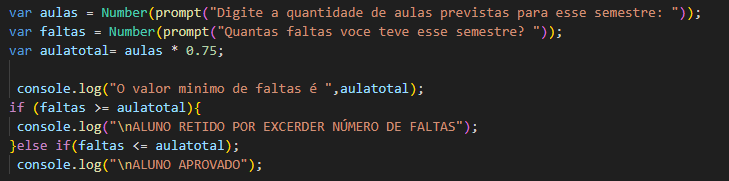 var aulas = Number(prompt("Digite a quantidade de aulas previstas para esse semestre: "));
var faltas = Number(prompt("Quantas faltas voce teve esse semestre? "));
var aulatotal= aulas * 0.75;
console.log("O valor minimo de faltas é ",aulatotal);
if (faltas >= aulatotal){
console.log("\nALUNO RETIDO POR EXCERDER NÚMERO DE FALTAS");
}else if(faltas <= aulatotal);
console.log("\nALUNO APROVADO");